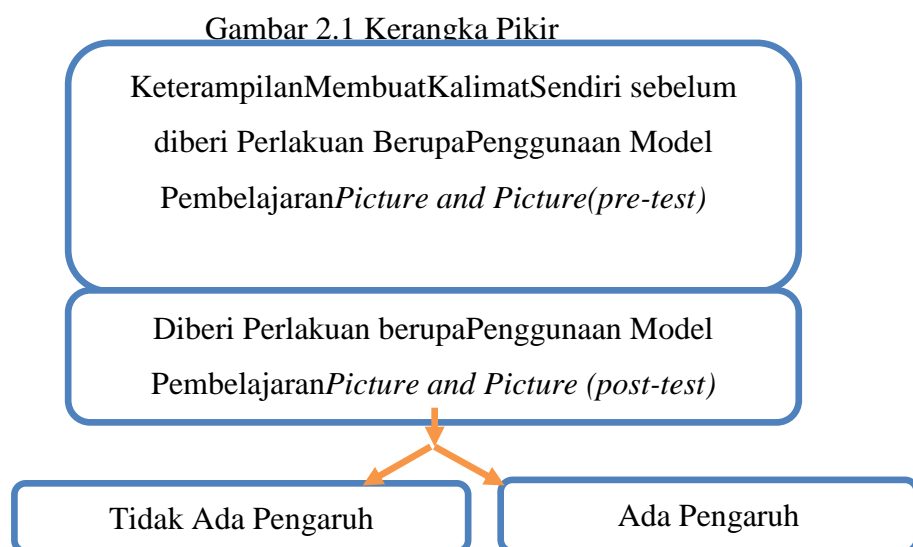 Gambar 2.1 Kerangka Pikir
KeterampilanMembuatKalimatSendiri sebelum
diberi Perlakuan BerupaPenggunaan Model
PembelajaranPicture and Picture(pre-test)
Diberi Perlakuan berupaPenggunaan Model
PembelajaranPicture and Picture (post-test)
Tidak Ada Pengaruh
Ada Pengaruh